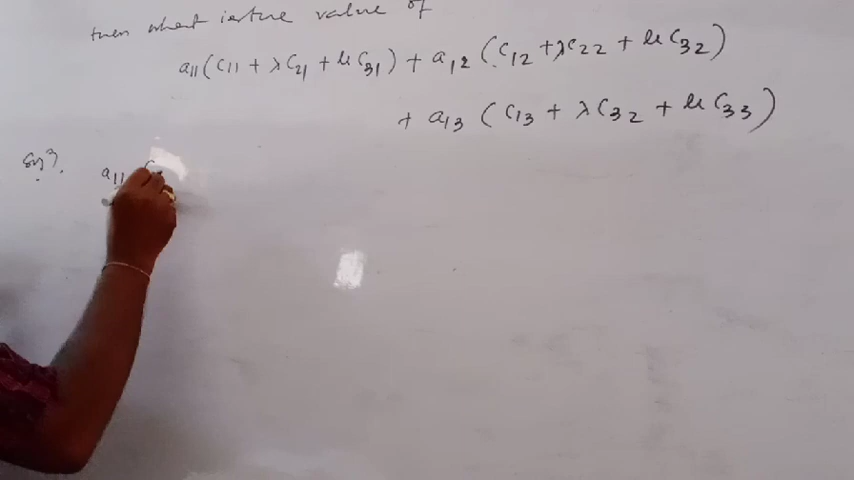 then what is the value of
a11(C11 + λC21 + μC31) + a12(C12 + λC22 + μC32)
+ a13(C13 + λC32 + μC33)
Sol?. a11 C